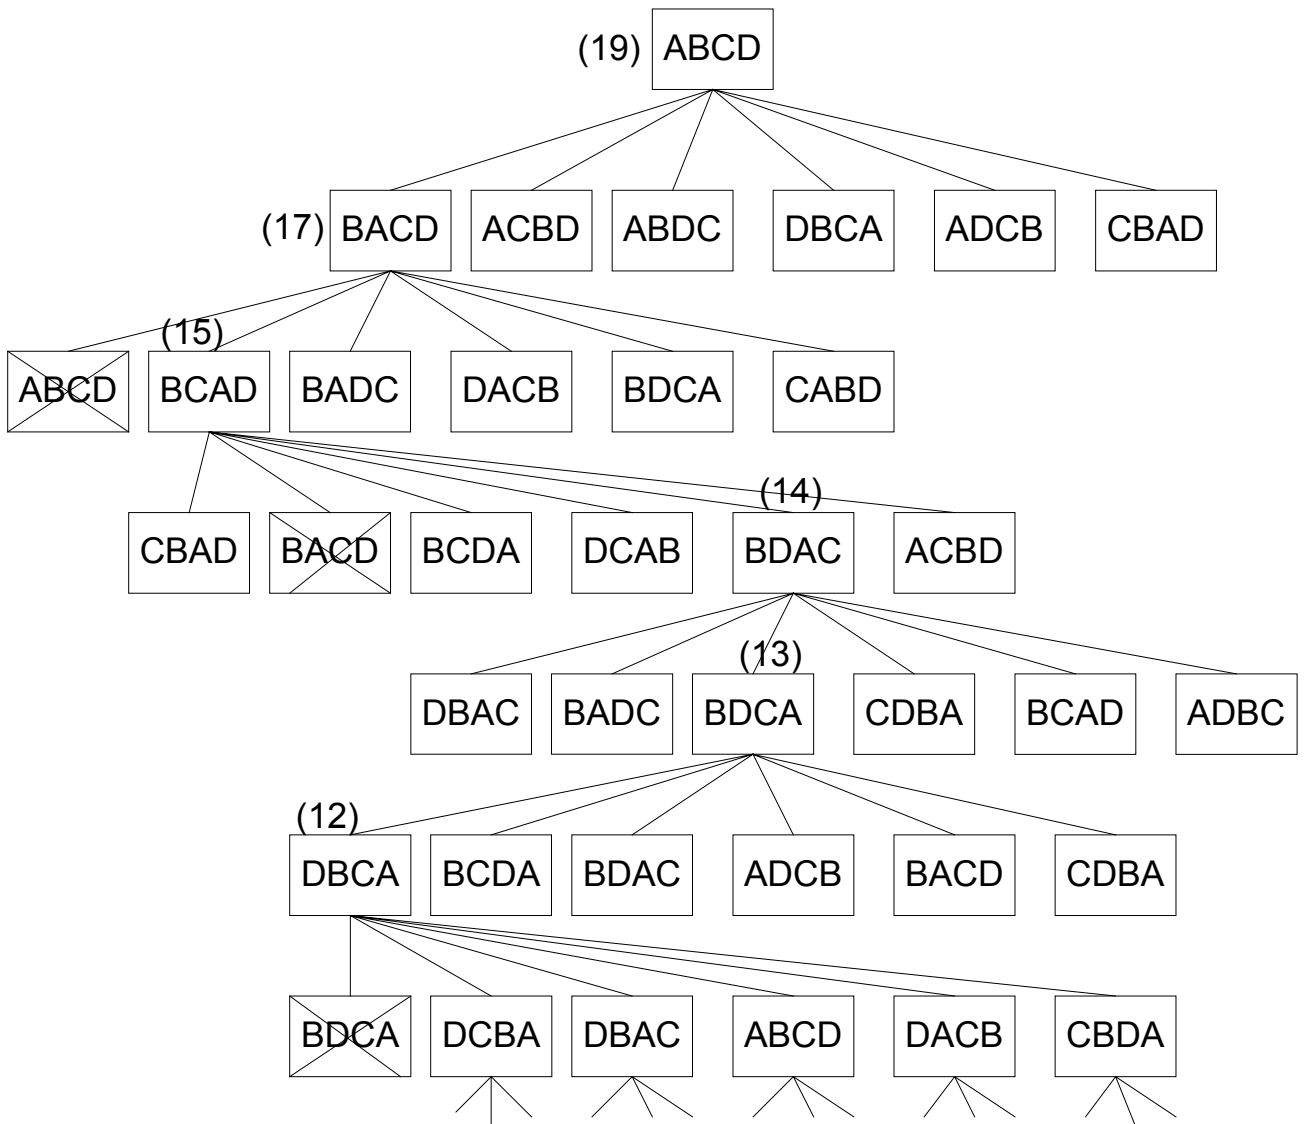 (19) ABCD
(17) BACD ACBD ABDC DBCA ADCB CBAD
(15)
ABCD BCAD BADC DACB BDCA CABD
(14)
CBAD BACD BCDA DCAB BDAC ACBD
(13)
DBAC BADC BDCA CDBA BCAD ADBC
(12)
DBCA BCDA BDAC ADCB BACD CDBA
BDCA DCBA DBAC ABCD DACB CBDA